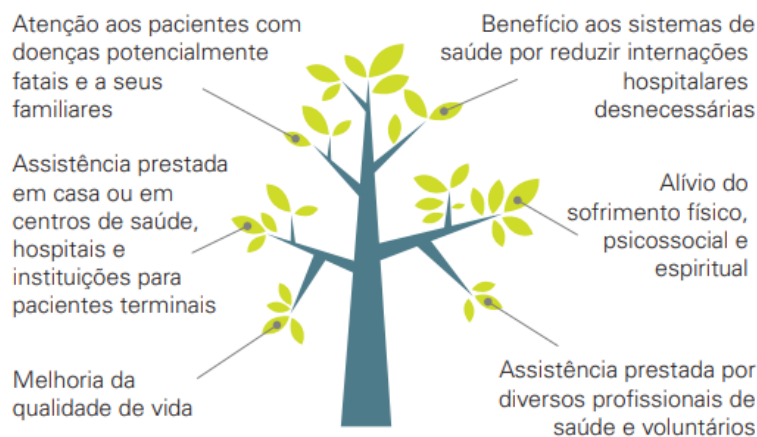 Atenção aos pacientes com
doenças potencialmente
fatais e a seus
familiares
Benefício aos sistemas de
saúde por reduzir internações
hospitalares
desnecessárias
Assistência prestada
em casa ou em
centros de saúde,
hospitais e
instituições para
pacientes terminais
Alívio do
sofrimento físico,
psicossocial e
espiritual
Melhoria da
qualidade de vida
Assistência prestada por
diversos profissionais de
saúde e voluntários